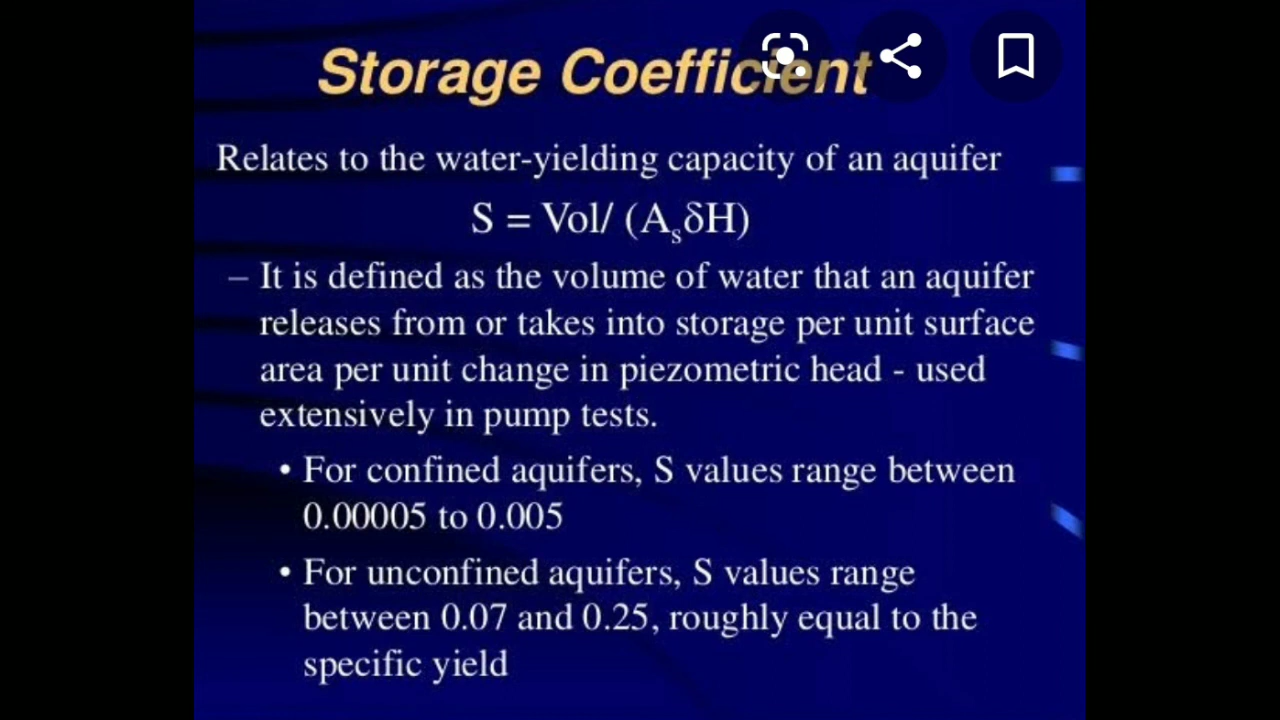 Storage Coefficient
Relates to the water-yielding capacity of an aquifer
S = Vol/ (AₛδH)
– It is defined as the volume of water that an aquifer
releases from or takes into storage per unit surface
area per unit change in piezometric head - used
extensively in pump tests.
• For confined aquifers, S values range between
0.00005 to 0.005
• For unconfined aquifers, S values range
between 0.07 and 0.25, roughly equal to the
specific yield